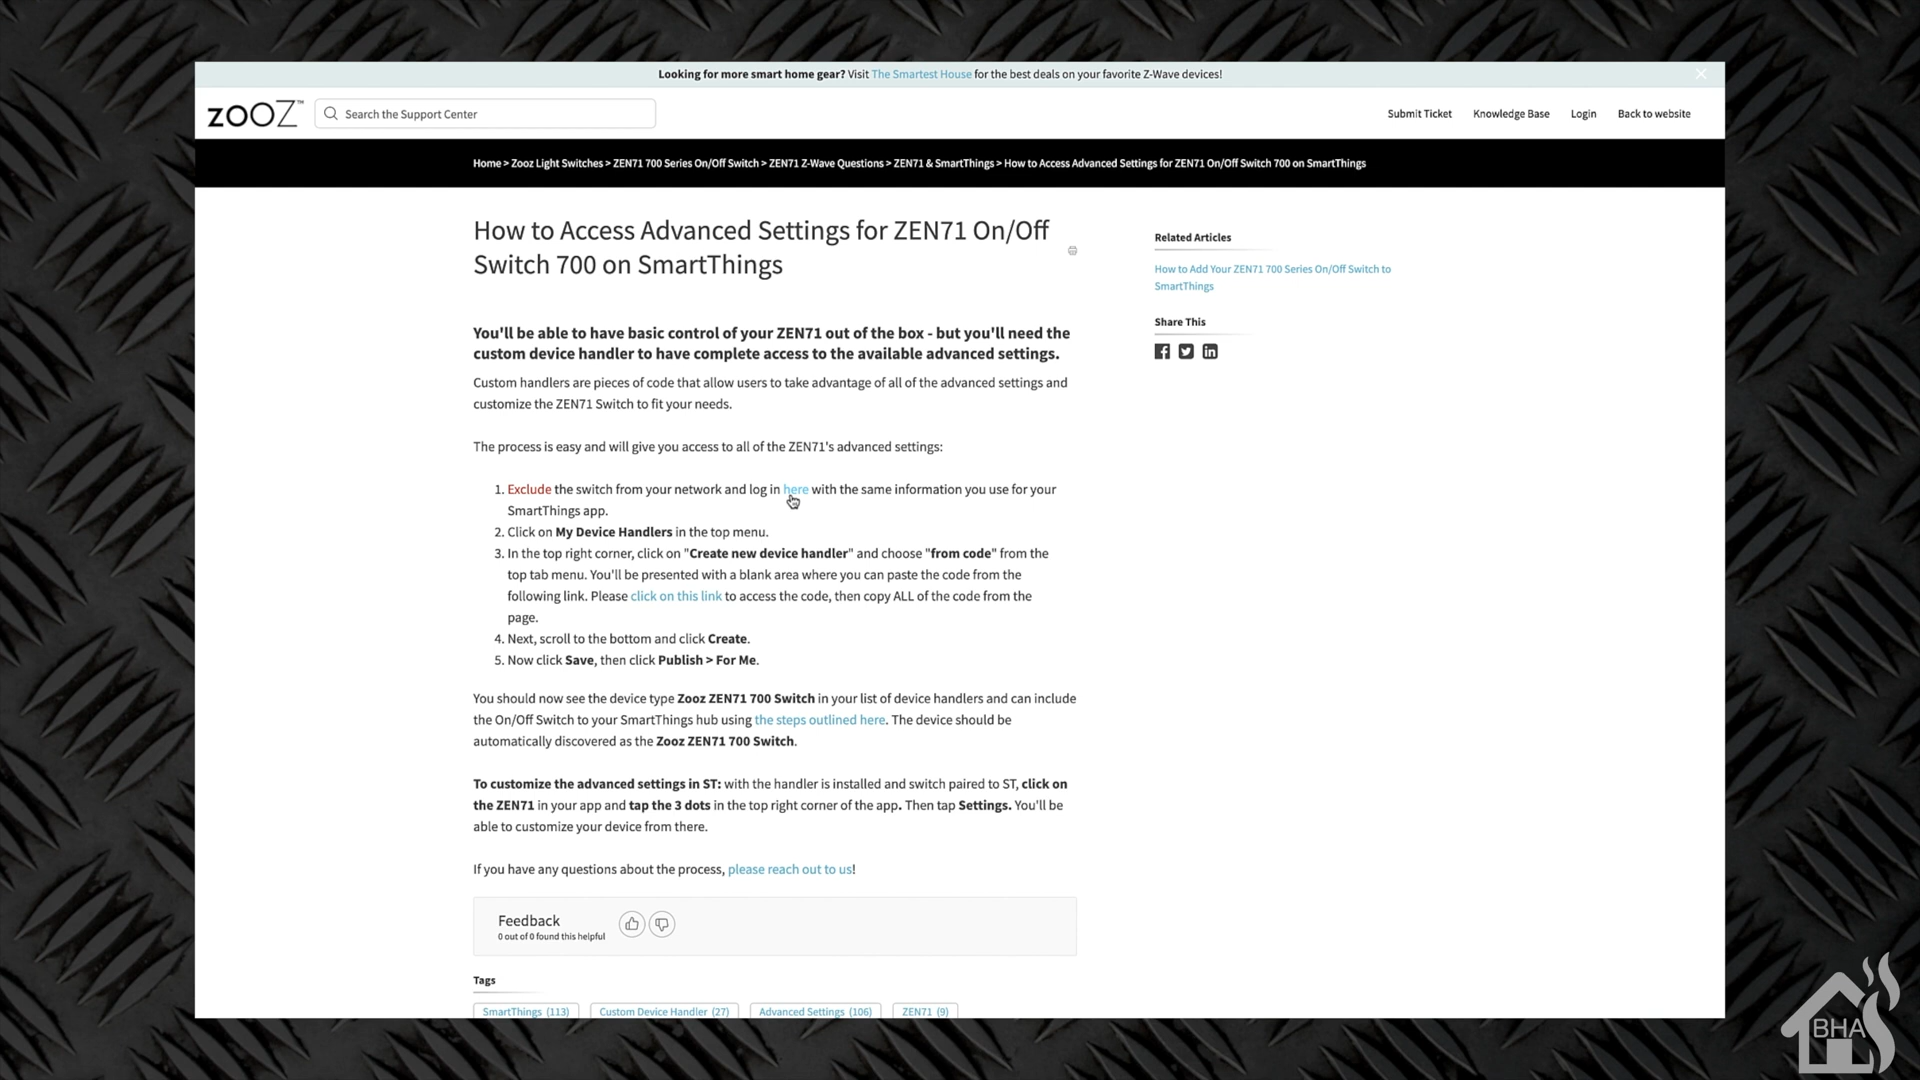 Looking for more smart home gear? Visit The Smartest House for the best deals on your favorite Z-Wave devices!
ZOOZ™
Search the Support Center
Submit Ticket
Knowledge Base
Login
Back to website
Home > Zooz Light Switches > ZEN71 700 Series On/Off Switch > ZEN71 Z-Wave Questions > ZEN71 & SmartThings > How to Access Advanced Settings for ZEN71 On/Off Switch 700 on SmartThings
How to Access Advanced Settings for ZEN71 On/Off
Switch 700 on SmartThings
You'll be able to have basic control of your ZEN71 out of the box - but you'll need the
custom device handler to have complete access to the available advanced settings.
Custom handlers are pieces of code that allow users to take advantage of all of the advanced settings and
customize the ZEN71 Switch to fit your needs.
The process is easy and will give you access to all of the ZEN71's advanced settings:
1. Exclude the switch from your network and log in here with the same information you use for your
SmartThings app.
2. Click on My Device Handlers in the top menu.
3. In the top right corner, click on "Create new device handler" and choose "from code" from the
top tab menu. You'll be presented with a blank area where you can paste the code from the
following link. Please click on this link to access the code, then copy ALL of the code from the
page.
4. Next, scroll to the bottom and click Create.
5. Now click Save, then click Publish > For Me.
You should now see the device type Zooz ZEN71 700 Switch in your list of device handlers and can include
the On/Off Switch to your SmartThings hub using the steps outlined here. The device should be
automatically discovered as the Zooz ZEN71 700 Switch.
To customize the advanced settings in ST: with the handler is installed and switch paired to ST, click on
the ZEN71 in your app and tap the 3 dots in the top right corner of the app. Then tap Settings. You'll be
able to customize your device from there.
If you have any questions about the process, please reach out to us!
Feedback
0 out of 0 found this helpful
Tags
SmartThings (113)
Custom Device Handler (27)
Advanced Settings (106)
ZEN71 (9)
Related Articles
How to Add Your ZEN71 700 Series On/Off Switch to
SmartThings
Share This
BHA